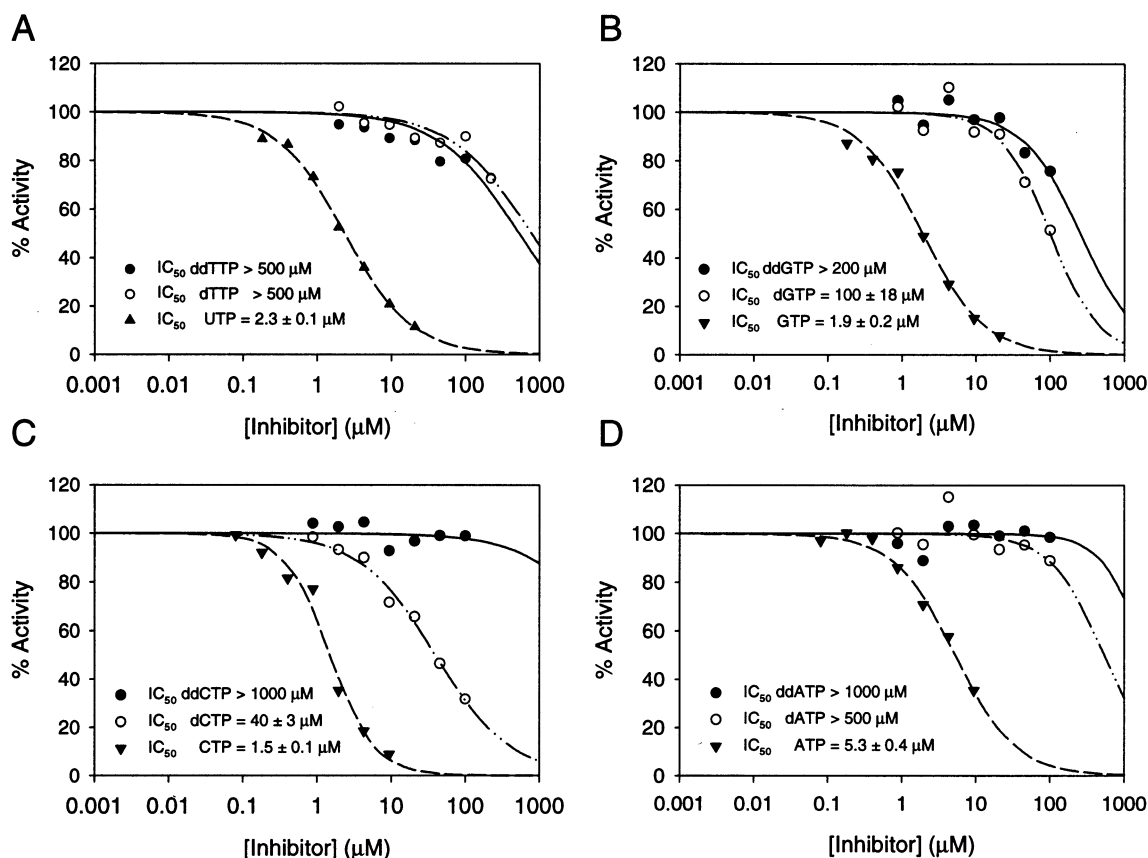 A
120
100
80
60
40
20
0
% Activity
IC50 ddTTP > 500 μM
IC50 dTTP > 500 μM
IC50 UTP = 2.3 ± 0.1 μM
0.001 0.01 0.1 1 10 100 1000
[Inhibitor] (μM)
B
120
100
80
60
40
20
0
% Activity
IC50 ddGTP > 200 μM
IC50 dGTP = 100 ± 18 μM
IC50 GTP = 1.9 ± 0.2 μM
0.001 0.01 0.1 1 10 100 1000
[Inhibitor] (μM)
C
120
100
80
60
40
20
0
% Activity
IC50 ddCTP > 1000 μM
IC50 dCTP = 40 ± 3 μM
IC50 CTP = 1.5 ± 0.1 μM
0.001 0.01 0.1 1 10 100 1000
[Inhibitor] (μM)
D
120
100
80
60
40
20
0
% Activity
IC50 ddATP > 1000 μM
IC50 dATP > 500 μM
IC50 ATP = 5.3 ± 0.4 μM
0.001 0.01 0.1 1 10 100 1000
[Inhibitor] (μM)